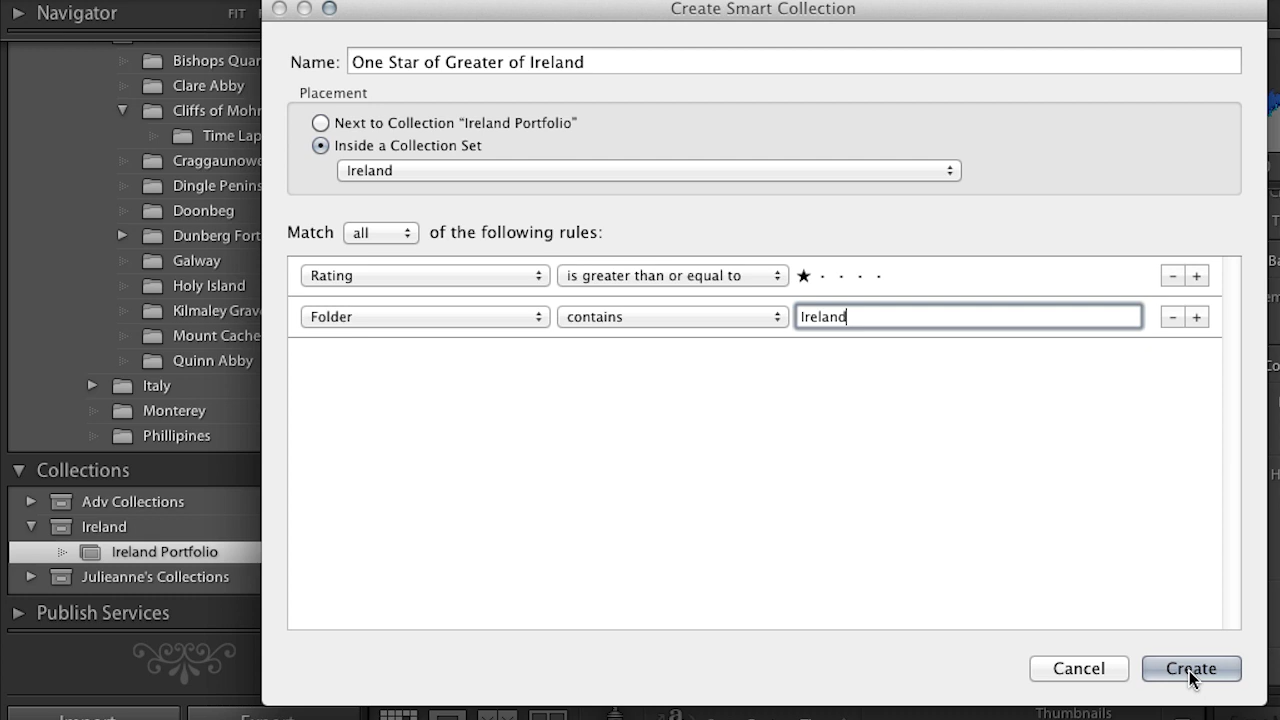 Navigator
FIT
Create Smart Collection
Name: One Star of Greater of Ireland
Placement
Next to Collection "Ireland Portfolio"
Inside a Collection Set
Ireland
Match all of the following rules:
Rating is greater than or equal to
Folder contains Ireland
Cancel Create
Bishops Quar
Clare Abby
Cliffs of Mohr
Time Lap
Craggaunowe
Dingle Penins
Doonbeg
Dunberg Fort
Galway
Holy Island
Kilmaley Grave
Mount Cache
Quinn Abby
Italy
Monterey
Phillipines
Collections
Adv Collections
Ireland
Ireland Portfolio
Julieanne's Collections
Publish Services
Import Export
Thumbnails